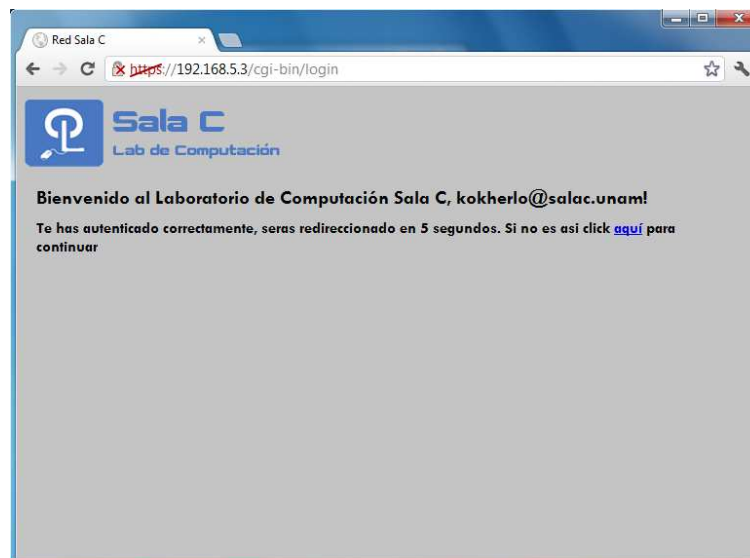 Red Sala C
https://192.168.5.3/cgi-bin/login
Sala C
Lab de Computación
Bienvenido al Laboratorio de Computación Sala C, kokherlo@salac.unam!
Te has autenticado correctamente, seras redireccionado en 5 segundos. Si no es asi click aquí para
continuar